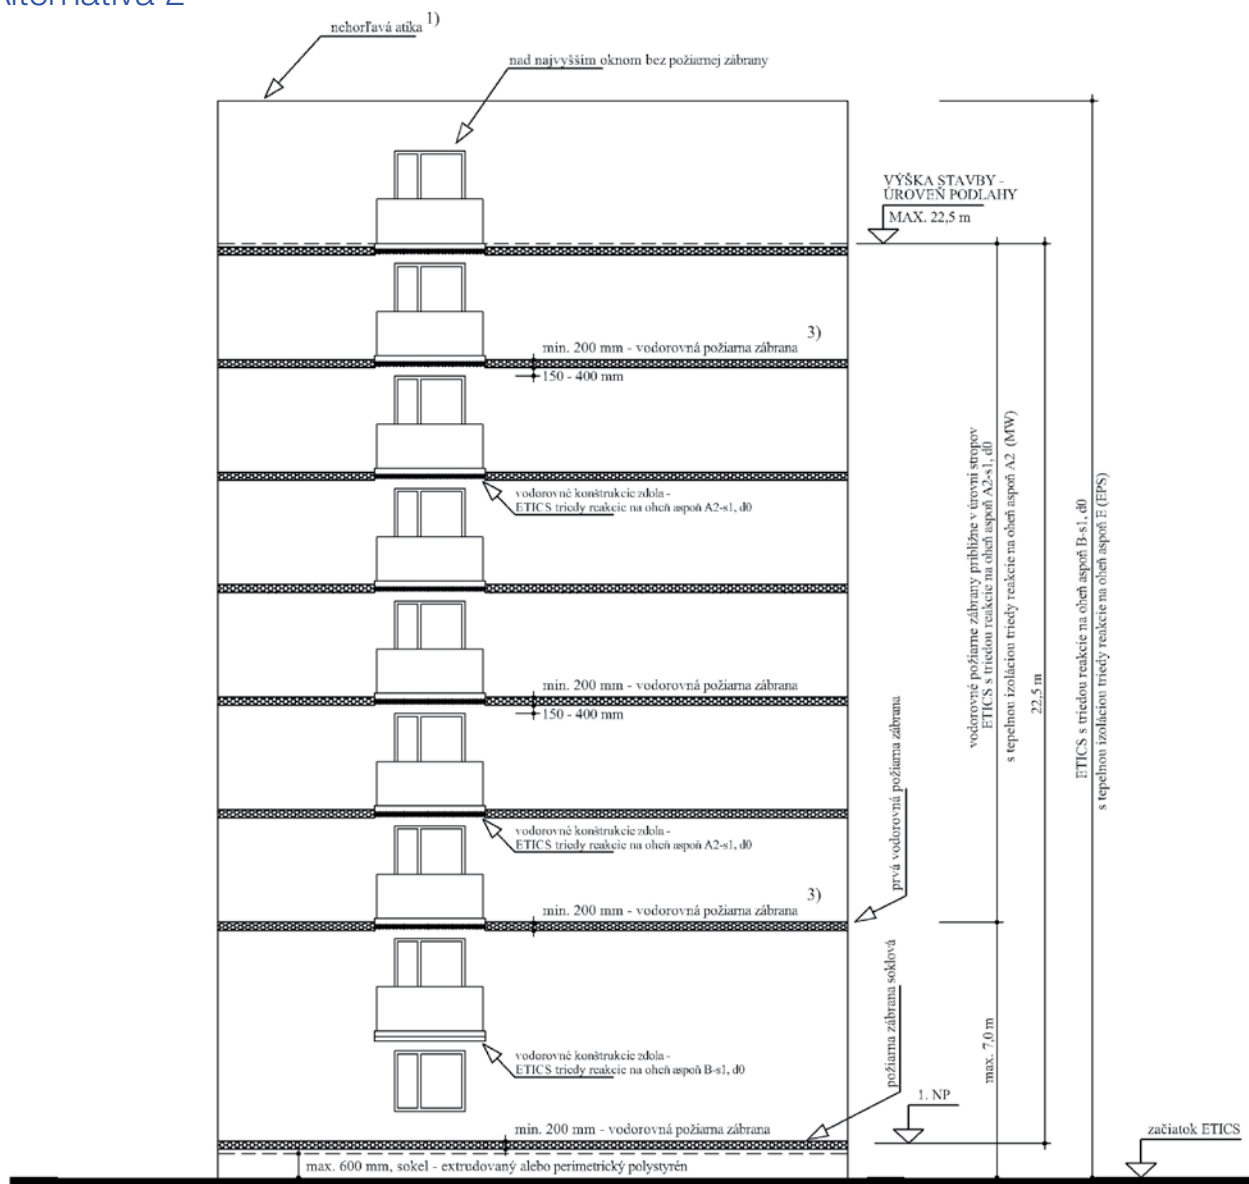 Alternatíva 2
nehorľavá atika 1)
nad najvyšším oknom bez požiarnej zábrany
VÝŠKA STAVBY -
ÚROVEŇ PODLAHY
MAX. 22,5 m
3)
min. 200 mm - vodorovná požiarna zábrana
150 - 400 mm
vodorovné konštrukcie zdola -
ETICS triedy reakcie na oheň aspoň A2-s1, d0
min. 200 mm - vodorovná požiarna zábrana
150 - 400 mm
vodorovné konštrukcie zdola -
ETICS triedy reakcie na oheň aspoň A2-s1, d0
3)
min. 200 mm - vodorovná požiarna zábrana
vodorovné konštrukcie zdola -
ETICS triedy reakcie na oheň aspoň B-s1, d0
min. 200 mm - vodorovná požiarna zábrana
max. 600 mm, sokel - extrudovaný alebo perimetrický polystyrén
požiarna zábrana soklová
prvá vodorovná požiarna zábrana
1. NP
vodorovné požiarne zábrany približne v úrovni stropov
ETICS s triedou reakcie na oheň aspoň A2-s1, d0
s tepelnou izoláciou triedy reakcie na oheň aspoň A2 (MW)
max. 7,0 m
22,5 m
ETICS s triedou reakcie na oheň aspoň B-s1, d0
s tepelnou izoláciou triedy reakcie na oheň aspoň E (EPS)
začiatok ETICS